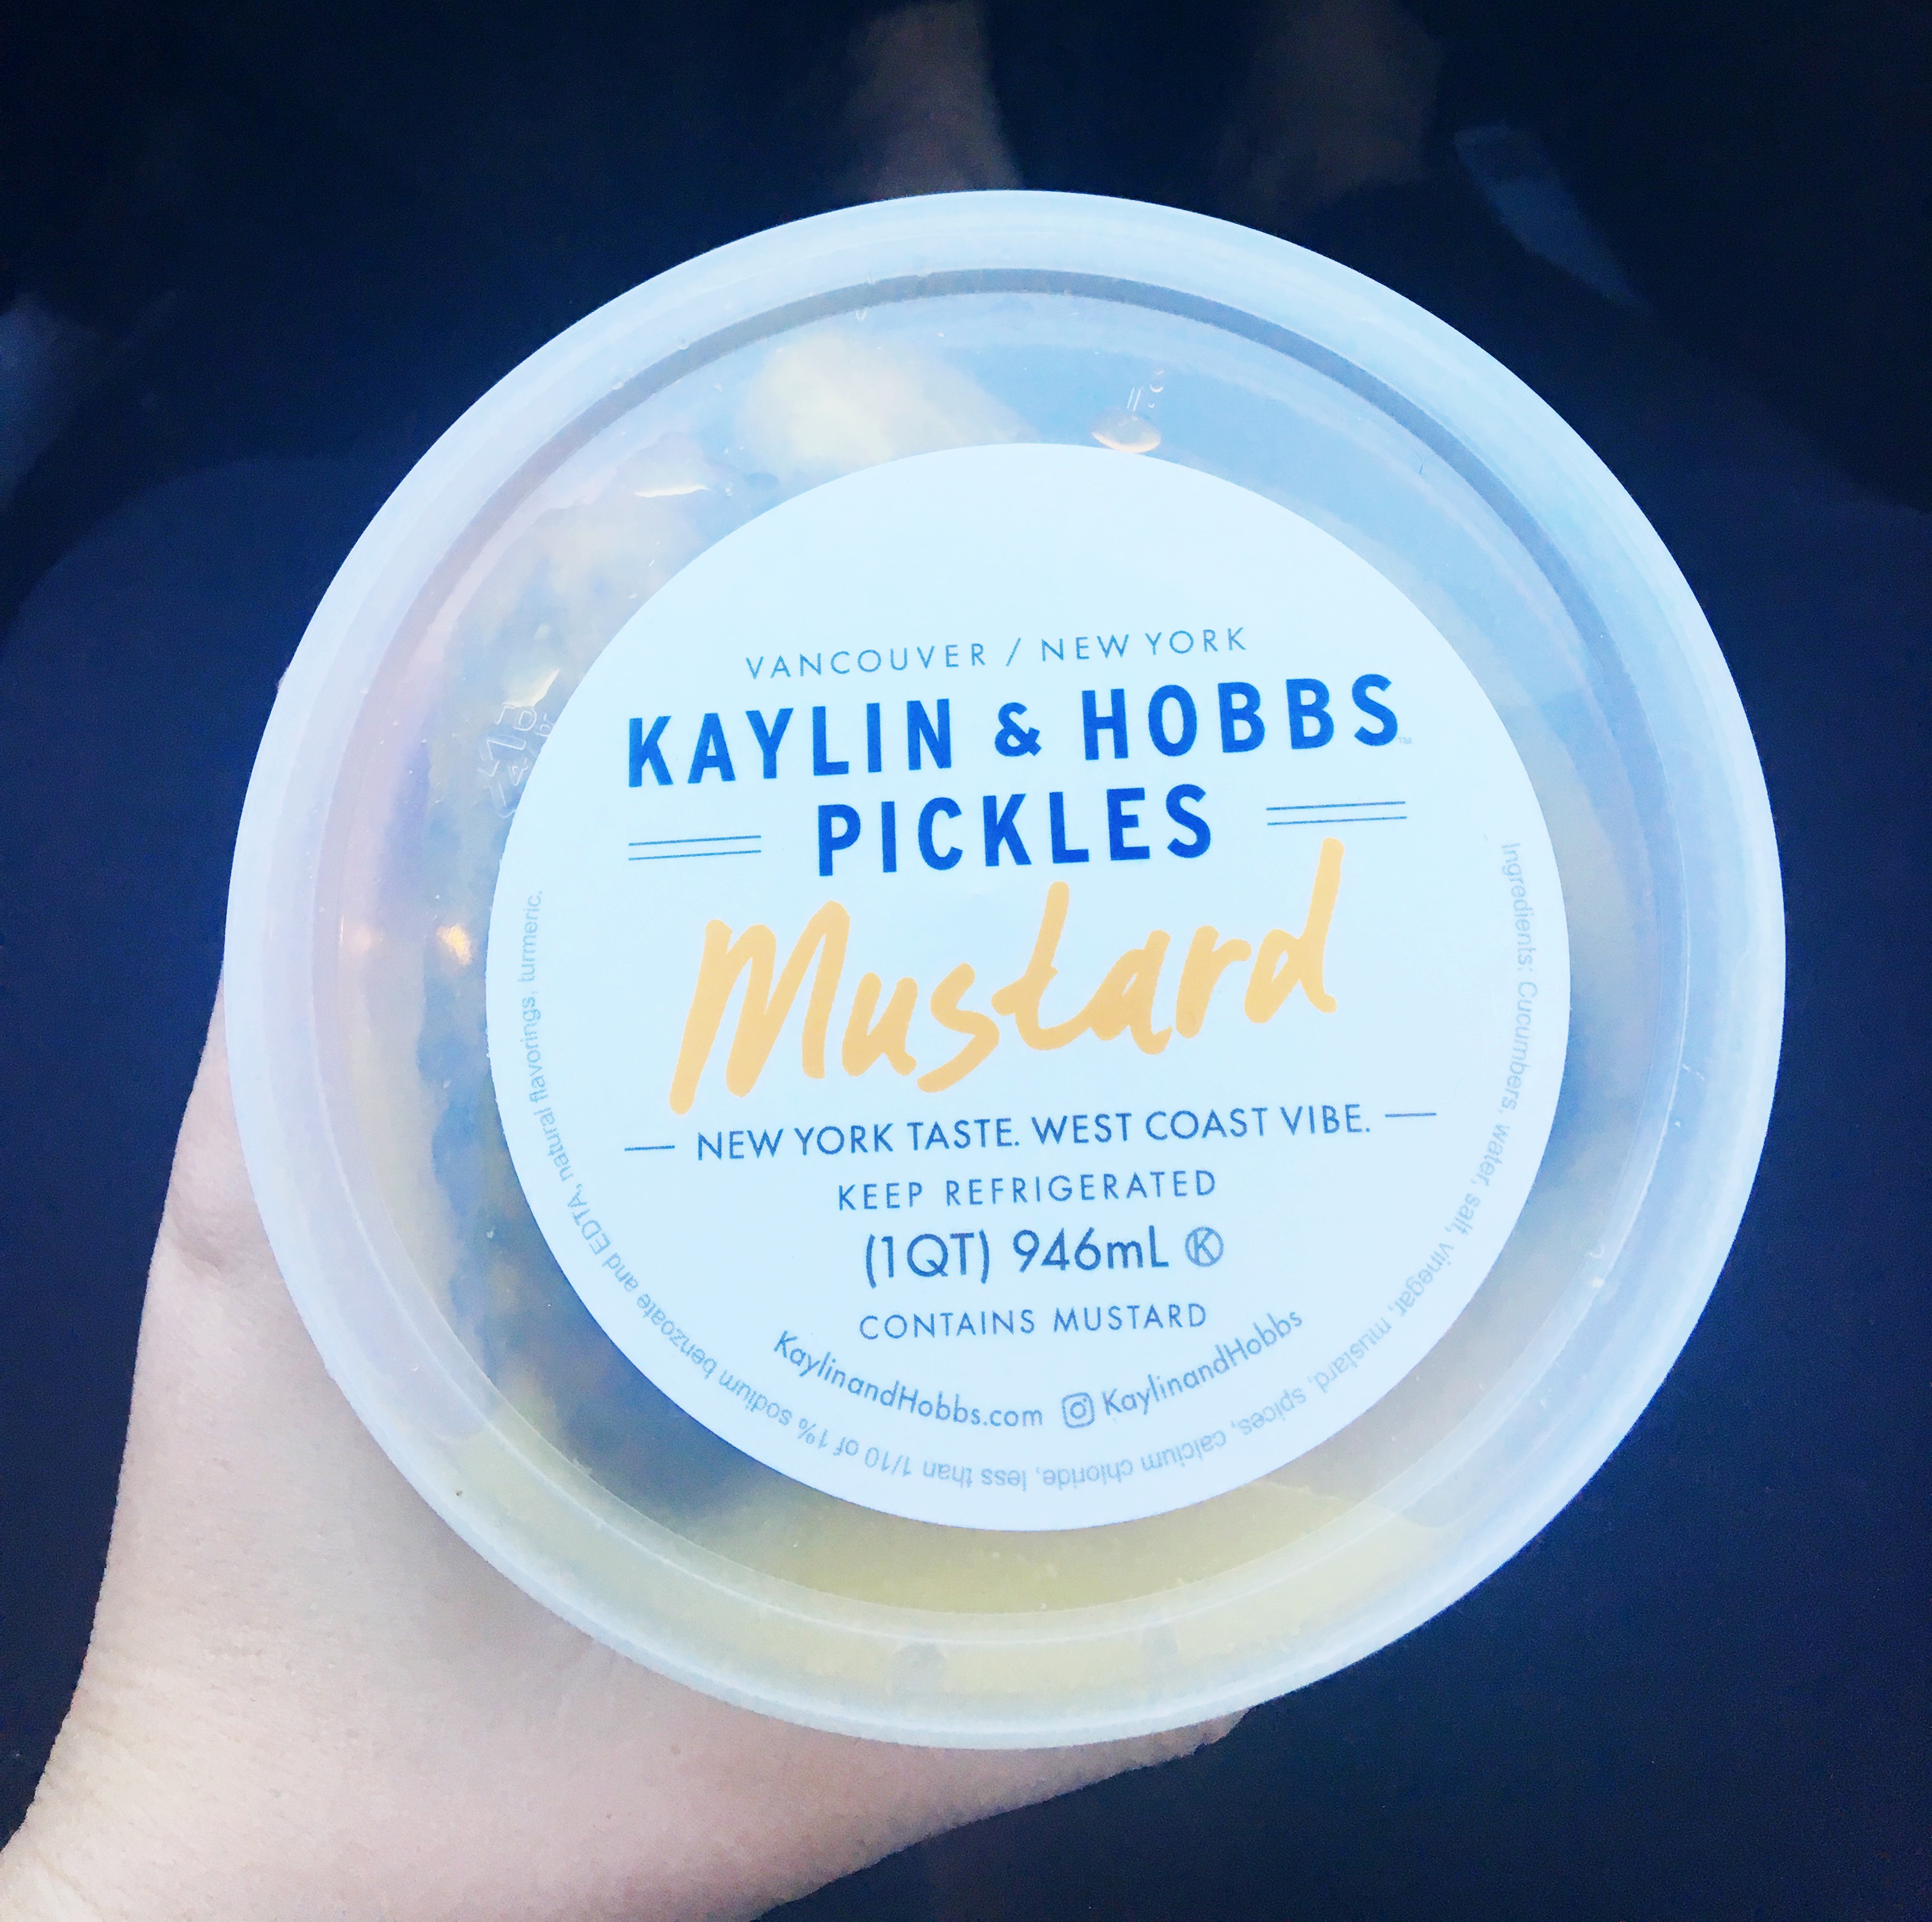 VANCOUVER / NEW YORK
KAYLIN & HOBBS™
PICKLES
Mustard
NEW YORK TASTE. WEST COAST VIBE.
KEEP REFRIGERATED
(1QT) 946mL Ⓚ
CONTAINS MUSTARD
KaylinandHobbs.com KaylinandHobbs
Ingredients: Cucumbers, water, salt, vinegar, mustard, spices, calcium chloride, less than 1/10 of 1% sodium benzoate and EDTA, natural flavorings, turmeric.